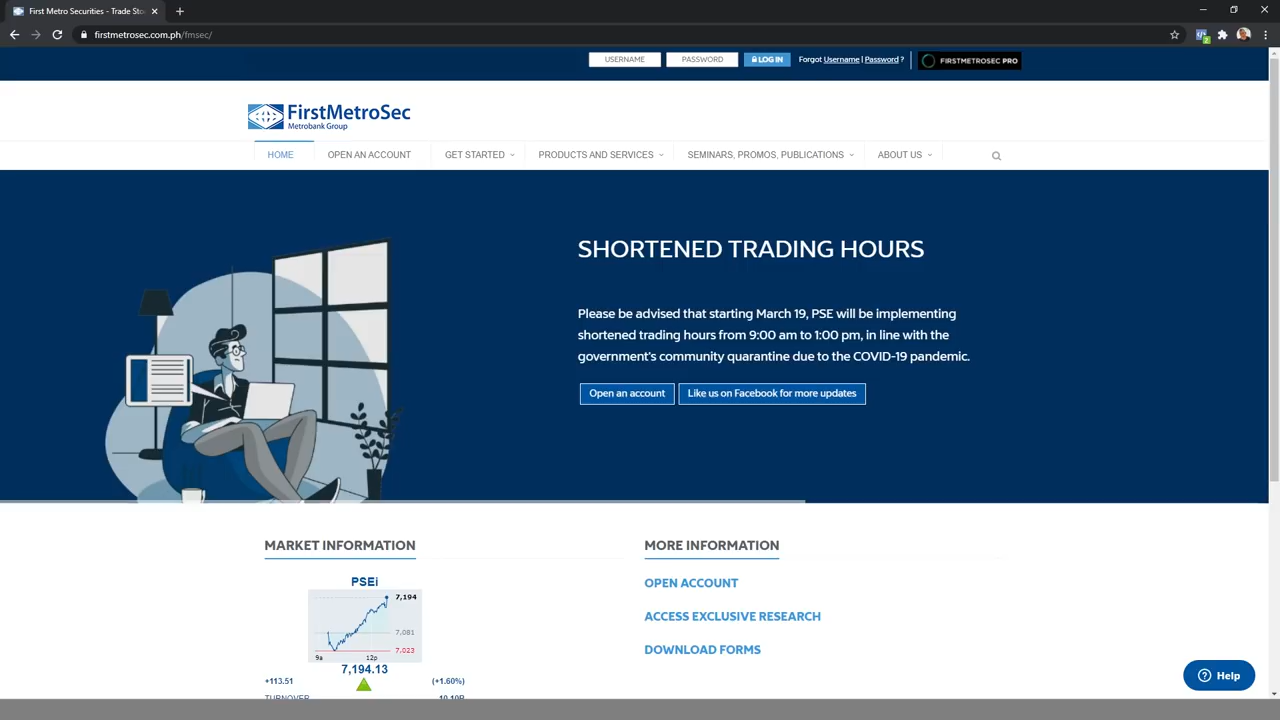 First Metro Securities - Trade Sto
firstmetrosec.com.ph/fmsec/
USERNAME
PASSWORD
LOG IN
Forgot Username | Password ?
FIRSTMETROSEC PRO
FirstMetroSec
Metrobank Group
HOME
OPEN AN ACCOUNT
GET STARTED
PRODUCTS AND SERVICES
SEMINARS, PROMOS, PUBLICATIONS
ABOUT US
SHORTENED TRADING HOURS
Please be advised that starting March 19, PSE will be implementing
shortened trading hours from 9:00 am to 1:00 pm, in line with the
government's community quarantine due to the COVID-19 pandemic.
Open an account
Like us on Facebook for more updates
MARKET INFORMATION
PSEi
7,194
7,081
7,023
9a
12p
7,194.13
+113.51
(+1.60%)
TURNOVER
10.10B
MORE INFORMATION
OPEN ACCOUNT
ACCESS EXCLUSIVE RESEARCH
DOWNLOAD FORMS
Help